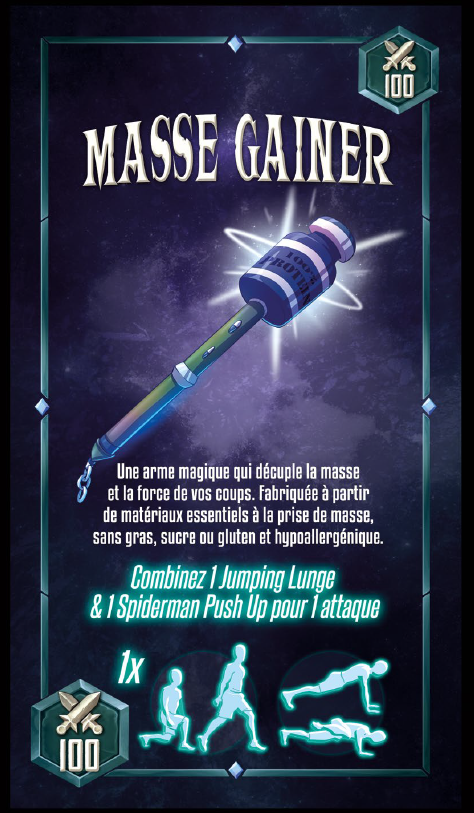 100
MASSE GAINER
100%
PROTEIN
Une arme magique qui décuple la masse
et la force de vos coups. Fabriquée à partir
de matériaux essentiels à la prise de masse,
sans gras, sucre ou gluten et hypoallergénique.
Combinez 1 Jumping Lunge
& 1 Spiderman Push Up pour 1 attaque
1x
100